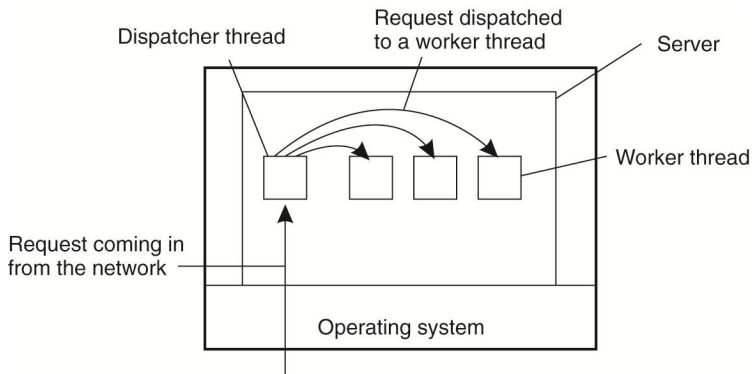 Request dispatched
to a worker thread
Dispatcher thread
Server
Worker thread
Request coming in
from the network
Operating system